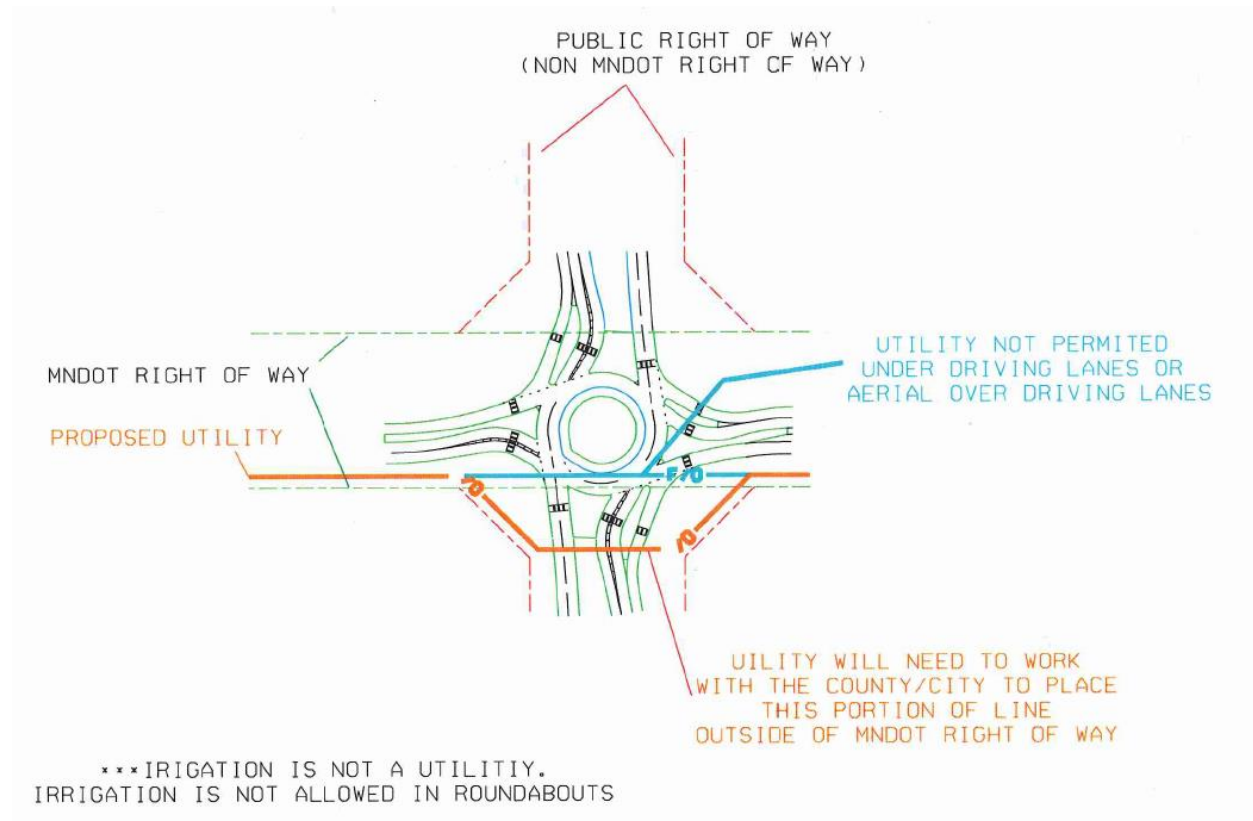 PUBLIC RIGHT OF WAY
(NON MNDOT RIGHT CF WAY)
UTILITY NOT PERMITED
UNDER DRIVING LANES OR
AERIAL OVER DRIVING LANES
MNDOT RIGHT OF WAY
PROPOSED UTILITY
F/O
/O
/O
UILITY WILL NEED TO WORK
WITH THE COUNTY/CITY TO PLACE
THIS PORTION OF LINE
OUTSIDE OF MNDOT RIGHT OF WAY
***IRIGATION IS NOT A UTILITIY.
IRRIGATION IS NOT ALLOWED IN ROUNDABOUTS